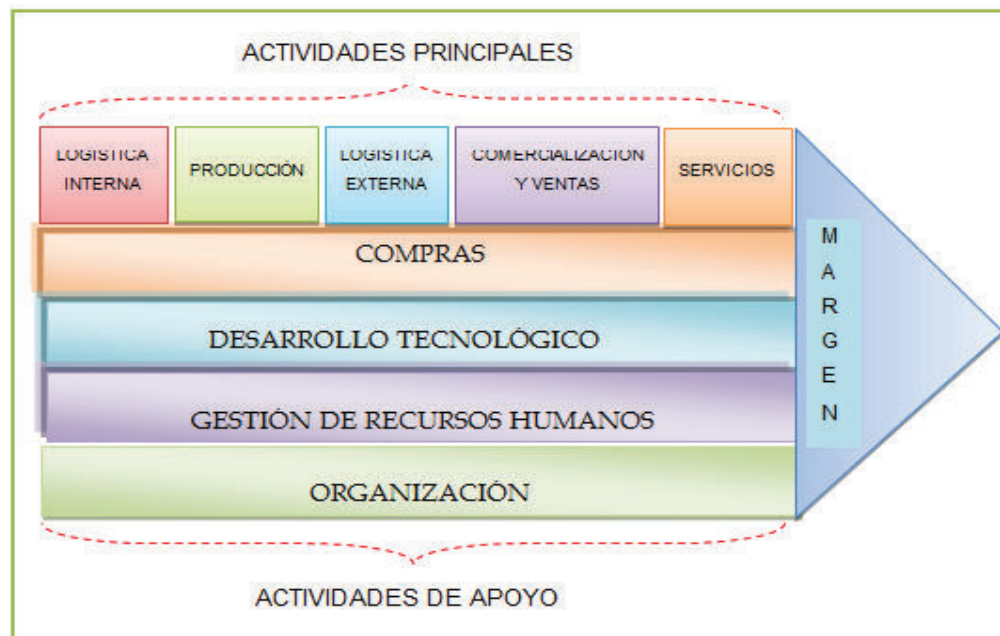 ACTIVIDADES PRINCIPALES
LOGISTICA
INTERNA
PRODUCCIÓN
LOGISTICA
EXTERNA
COMERCIALIZACION
Y VENTAS
SERVICIOS
COMPRAS
DESARROLLO TECNOLÓGICO
GESTIÓN DE RECURSOS HUMANOS
ORGANIZACIÓN
M
A
R
G
E
N
ACTIVIDADES DE APOYO